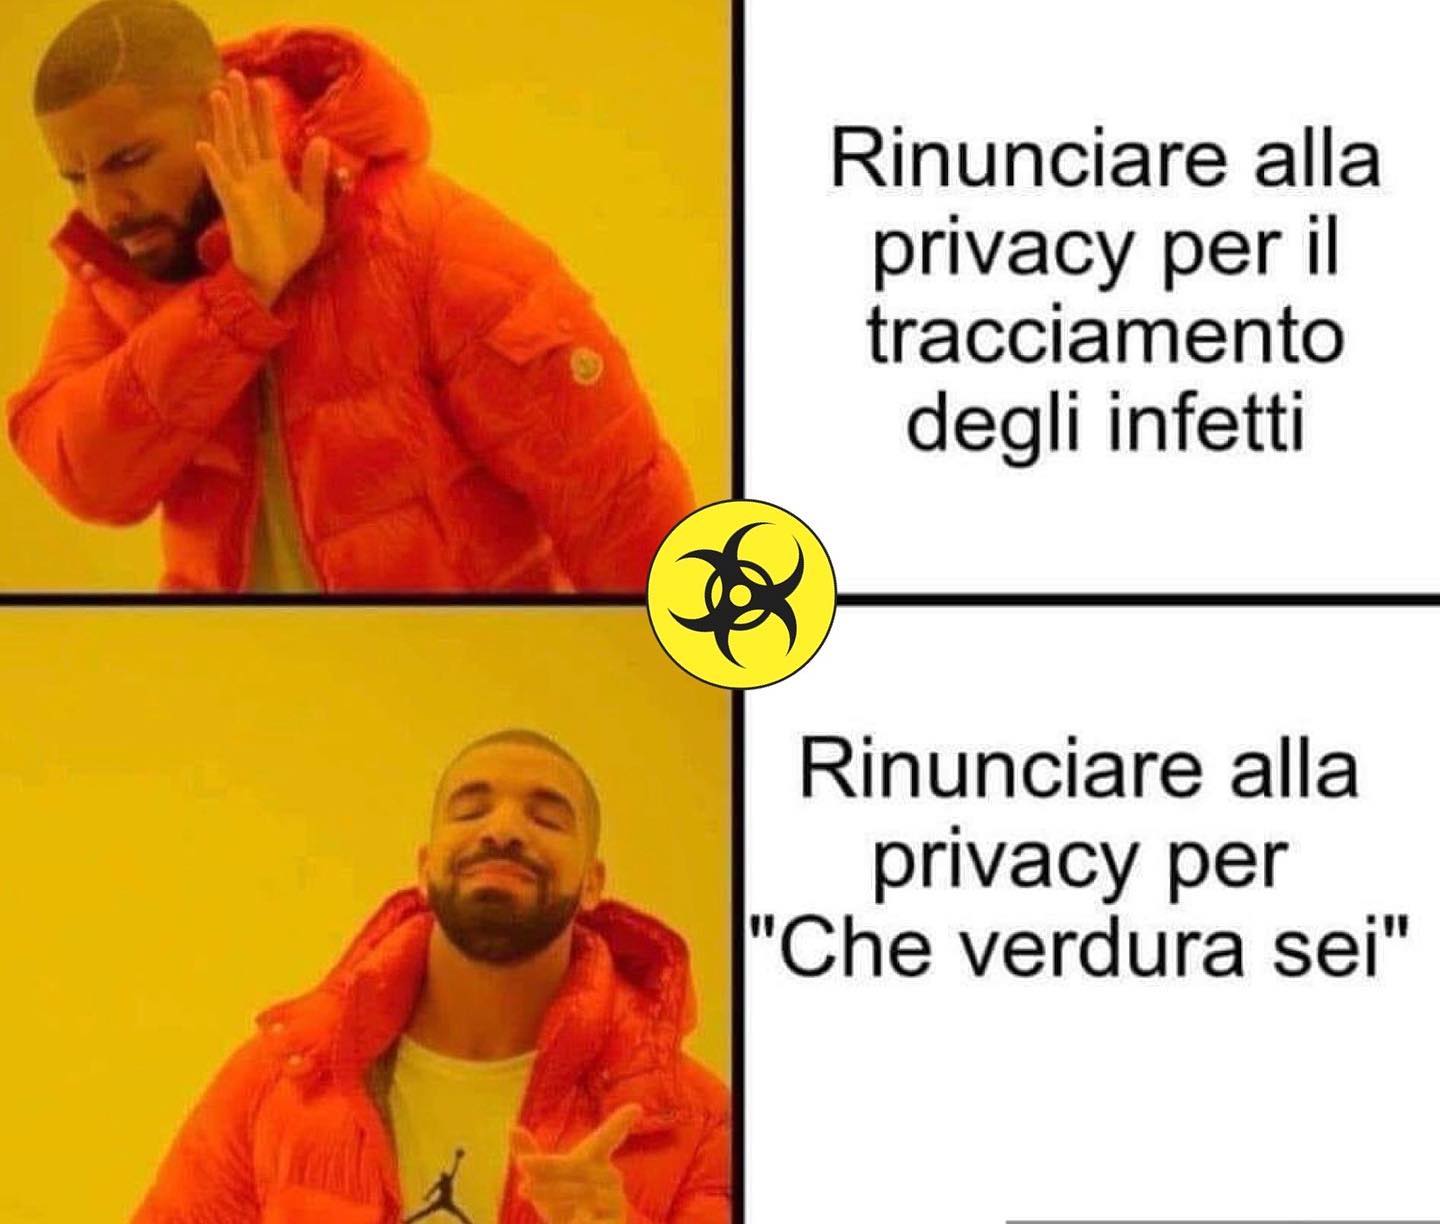 Rinunciare alla
privacy per il
tracciamento
degli infetti
Rinunciare alla
privacy per
"Che verdura sei"